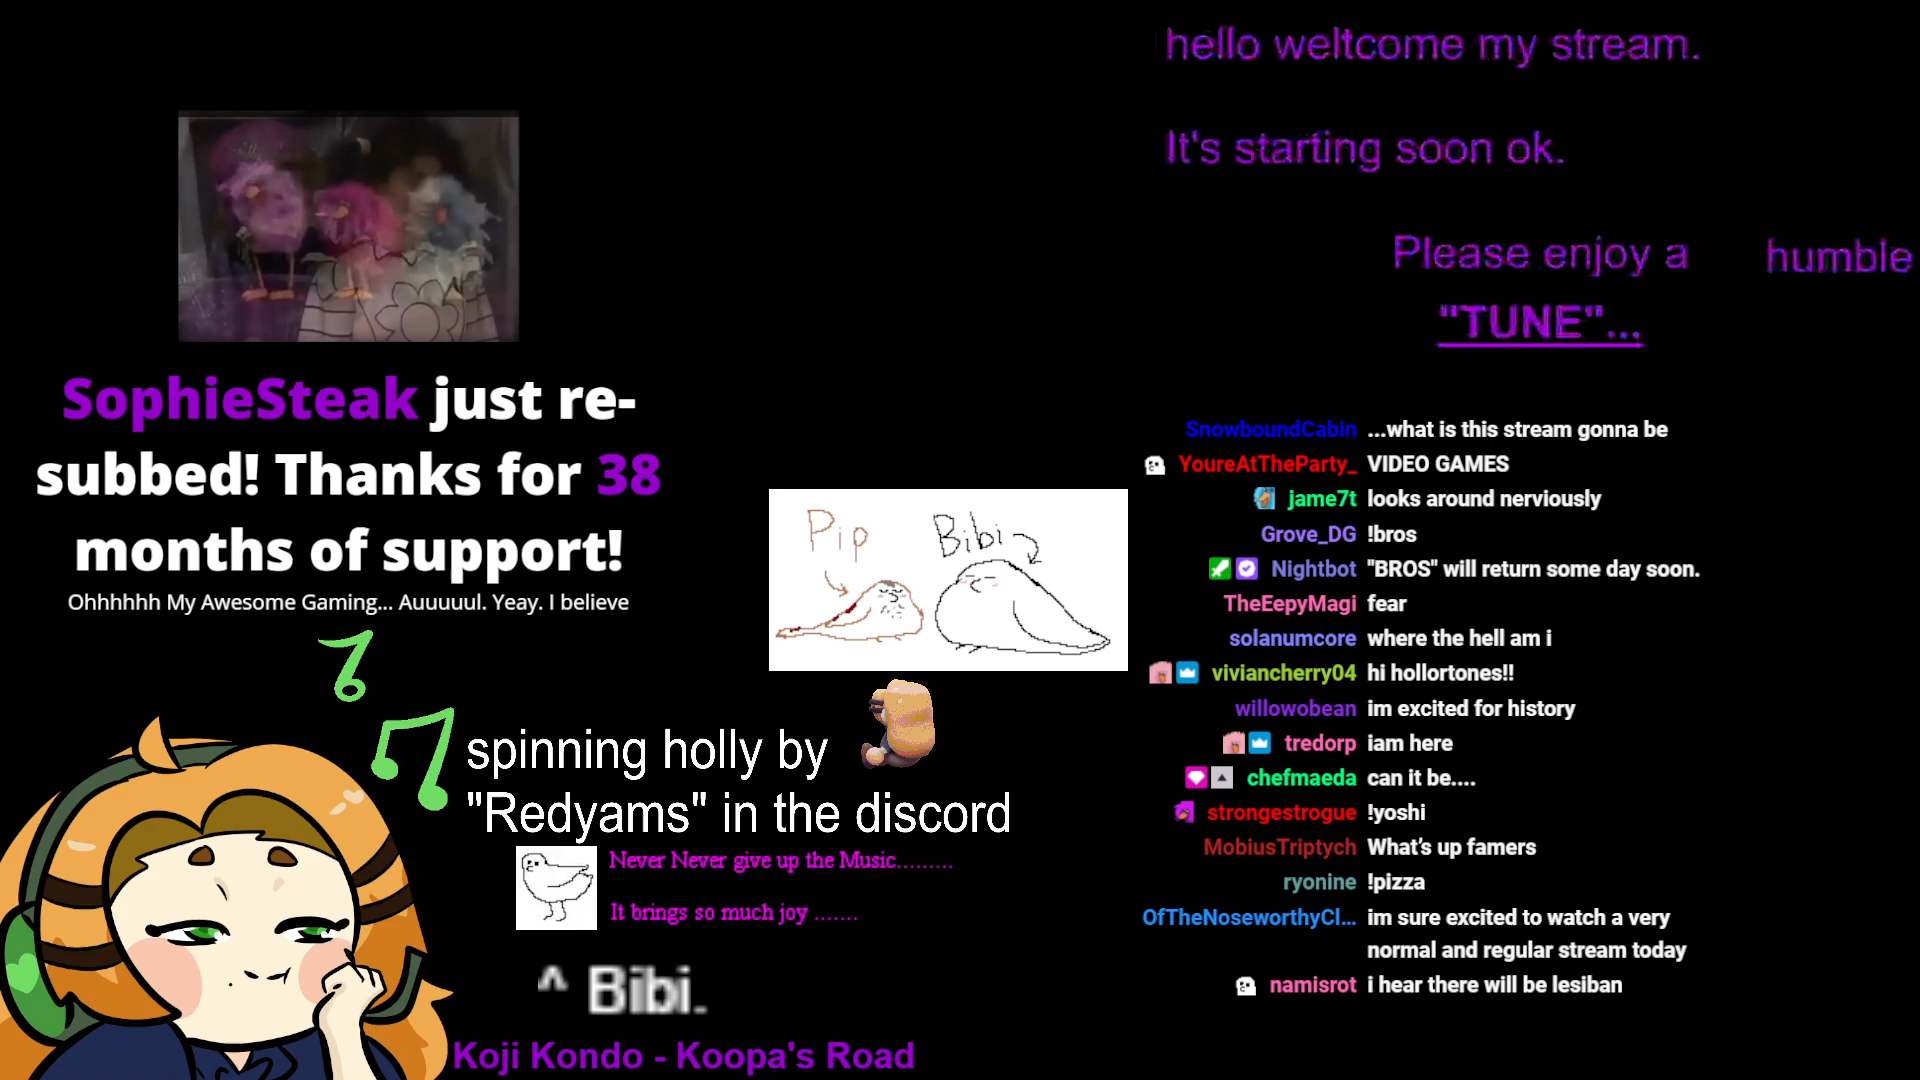 hello weltcome my stream.
It's starting soon ok.
Please enjoy a humble
"TUNE"...
SophieSteak just re-
subbed! Thanks for 38
months of support!
Ohhhhhh My Awesome Gaming... Auuuuul. Yeay. I believe
Pip
Bibi
spinning holly by
"Redyams" in the discord
Never Never give up the Music.........
It brings so much joy .......
^ Bibi.
Koji Kondo - Koopa's Road
SnowboundCabin ...what is this stream gonna be
YoureAtTheParty_ VIDEO GAMES
jame7t looks around nerviously
Grove_DG !bros
Nightbot "BROS" will return some day soon.
TheEepyMagi fear
solanumcore where the hell am i
viviancherry04 hi hollortones!!
willowobean im excited for history
tredorp iam here
chefmaeda can it be....
strongestrogue !yoshi
MobiusTriptych What's up famers
ryonine !pizza
OfTheNoseworthyCl... im sure excited to watch a very
normal and regular stream today
namisrot i hear there will be lesiban